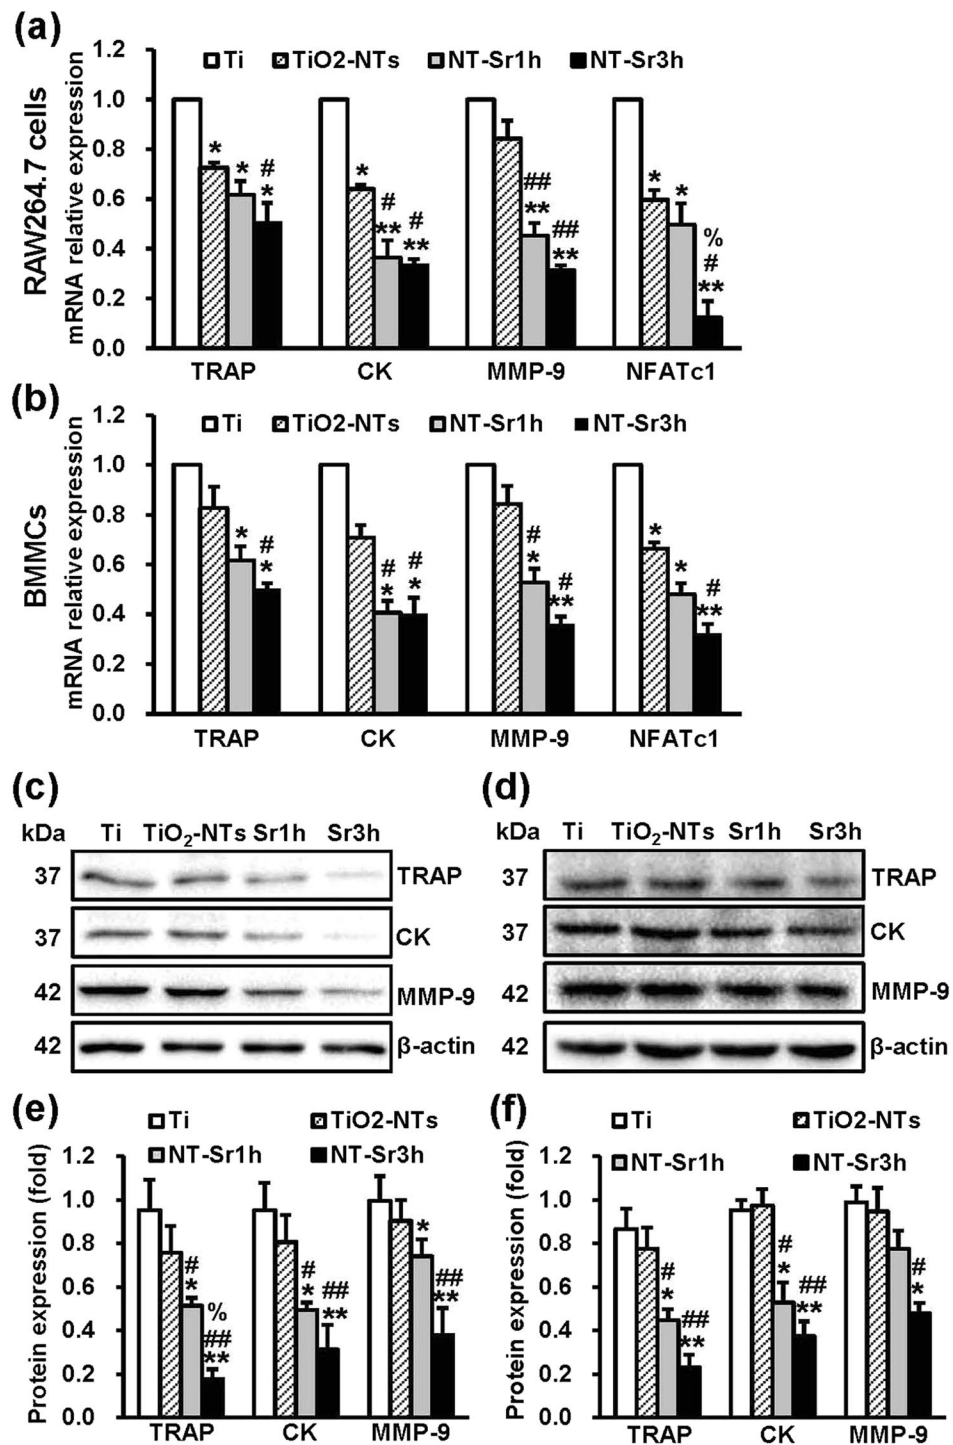 (a)
Ti TiO2-NTs NT-Sr1h NT-Sr3h
RAW264.7 cells
mRNA relative expression
1.2
1.0
0.8
0.6
0.4
0.2
0.0
* * # *
* # ** # **
## ** ## **
* * % # **
TRAP CK MMP-9 NFATc1
(b)
Ti TiO2-NTs NT-Sr1h NT-Sr3h
BMMCs
mRNA relative expression
1.2
1.0
0.8
0.6
0.4
0.2
0.0
* # *
# * # *
# * # **
* * # **
TRAP CK MMP-9 NFATc1
(c)
kDa Ti TiO2-NTs Sr1h Sr3h
37 TRAP
37 CK
42 MMP-9
42 β-actin
(d)
kDa Ti TiO2-NTs Sr1h Sr3h
37 TRAP
37 CK
42 MMP-9
42 β-actin
(e)
Ti TiO2-NTs
NT-Sr1h NT-Sr3h
Protein expression (fold)
1.2
1.0
0.8
0.6
0.4
0.2
0.0
# * % ## **
# * ## **
* ## **
TRAP CK MMP-9
(f)
Ti TiO2-NTs
NT-Sr1h NT-Sr3h
Protein expression (fold)
1.2
1.0
0.8
0.6
0.4
0.2
0.0
# * ## **
# * ## **
# *
TRAP CK MMP-9